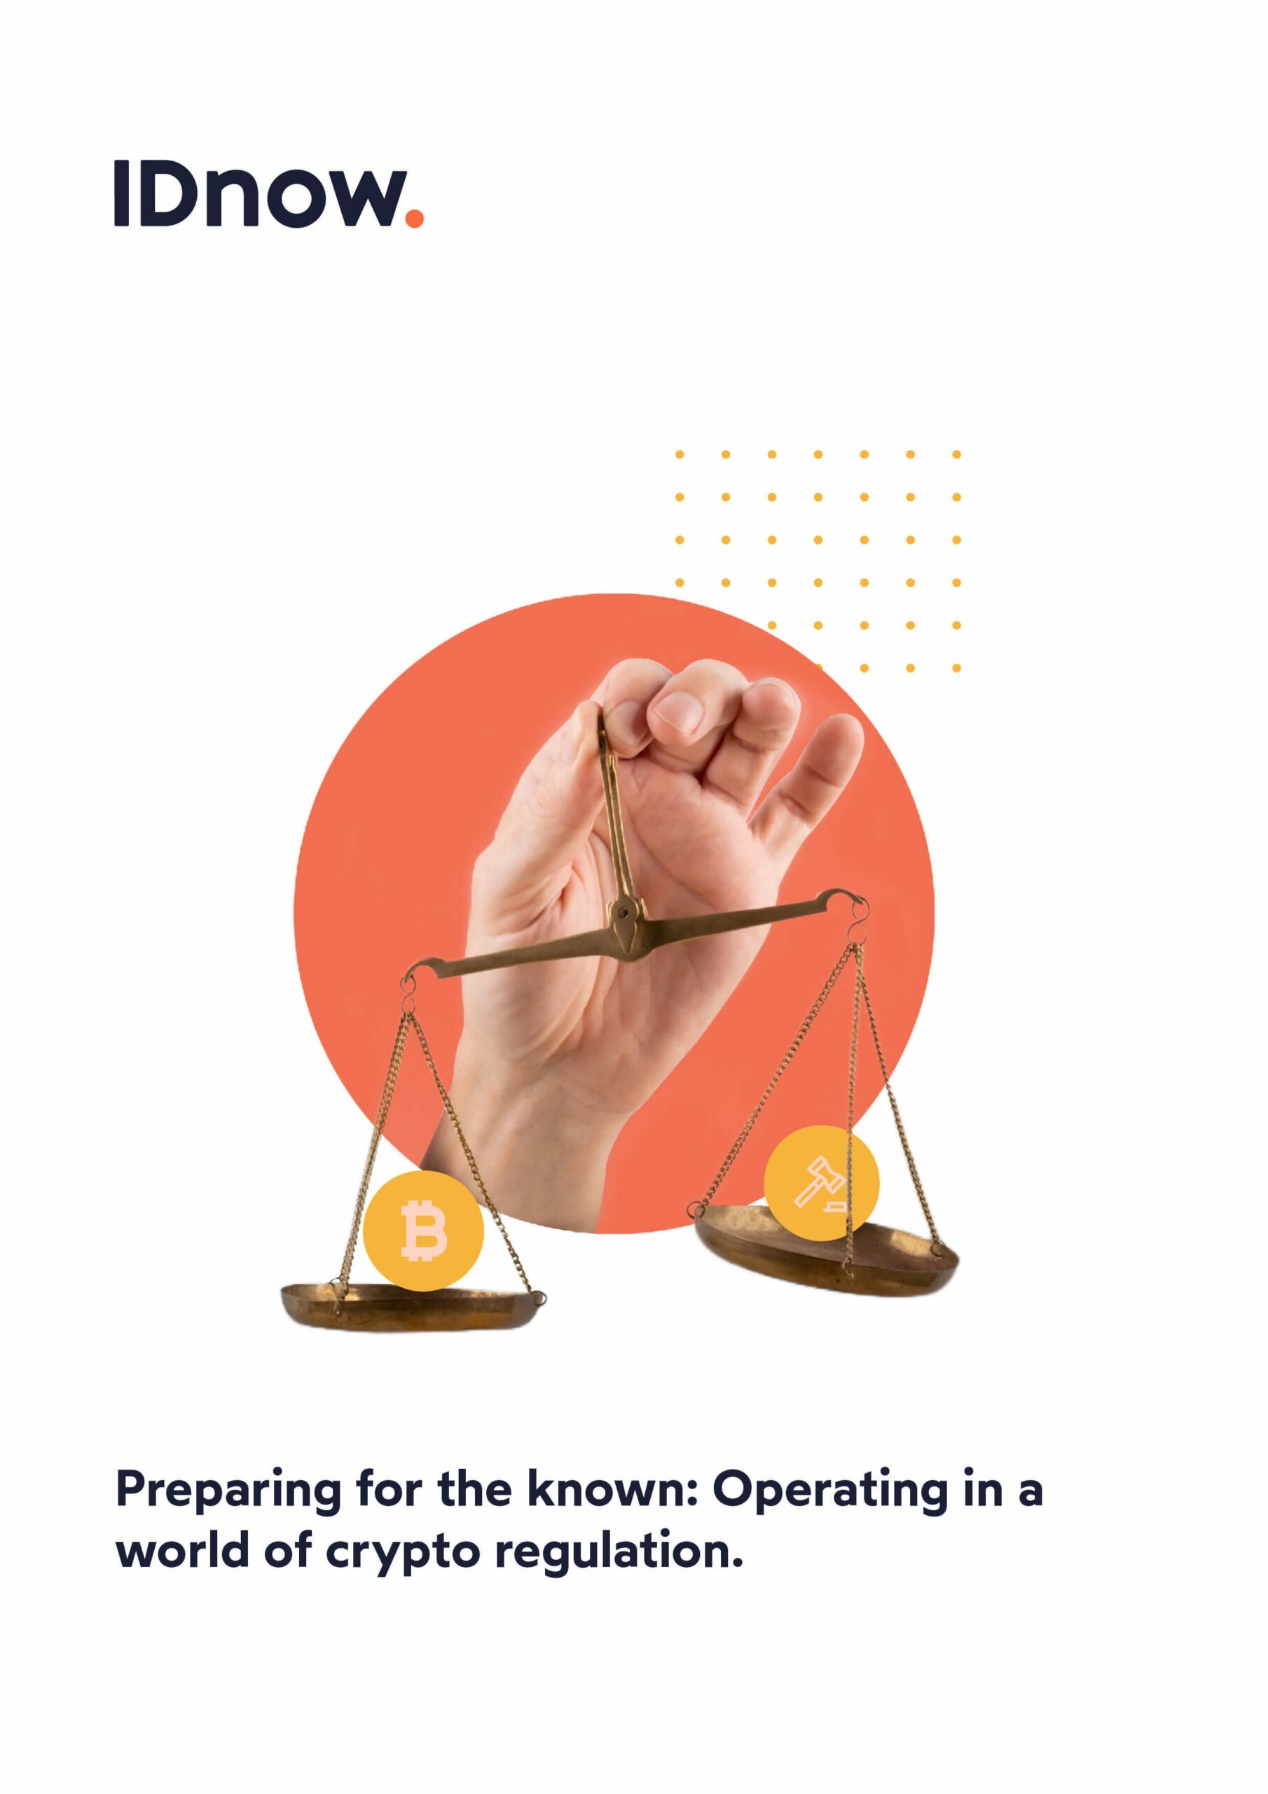 IDnow.
Preparing for the known: Operating in a
world of crypto regulation.